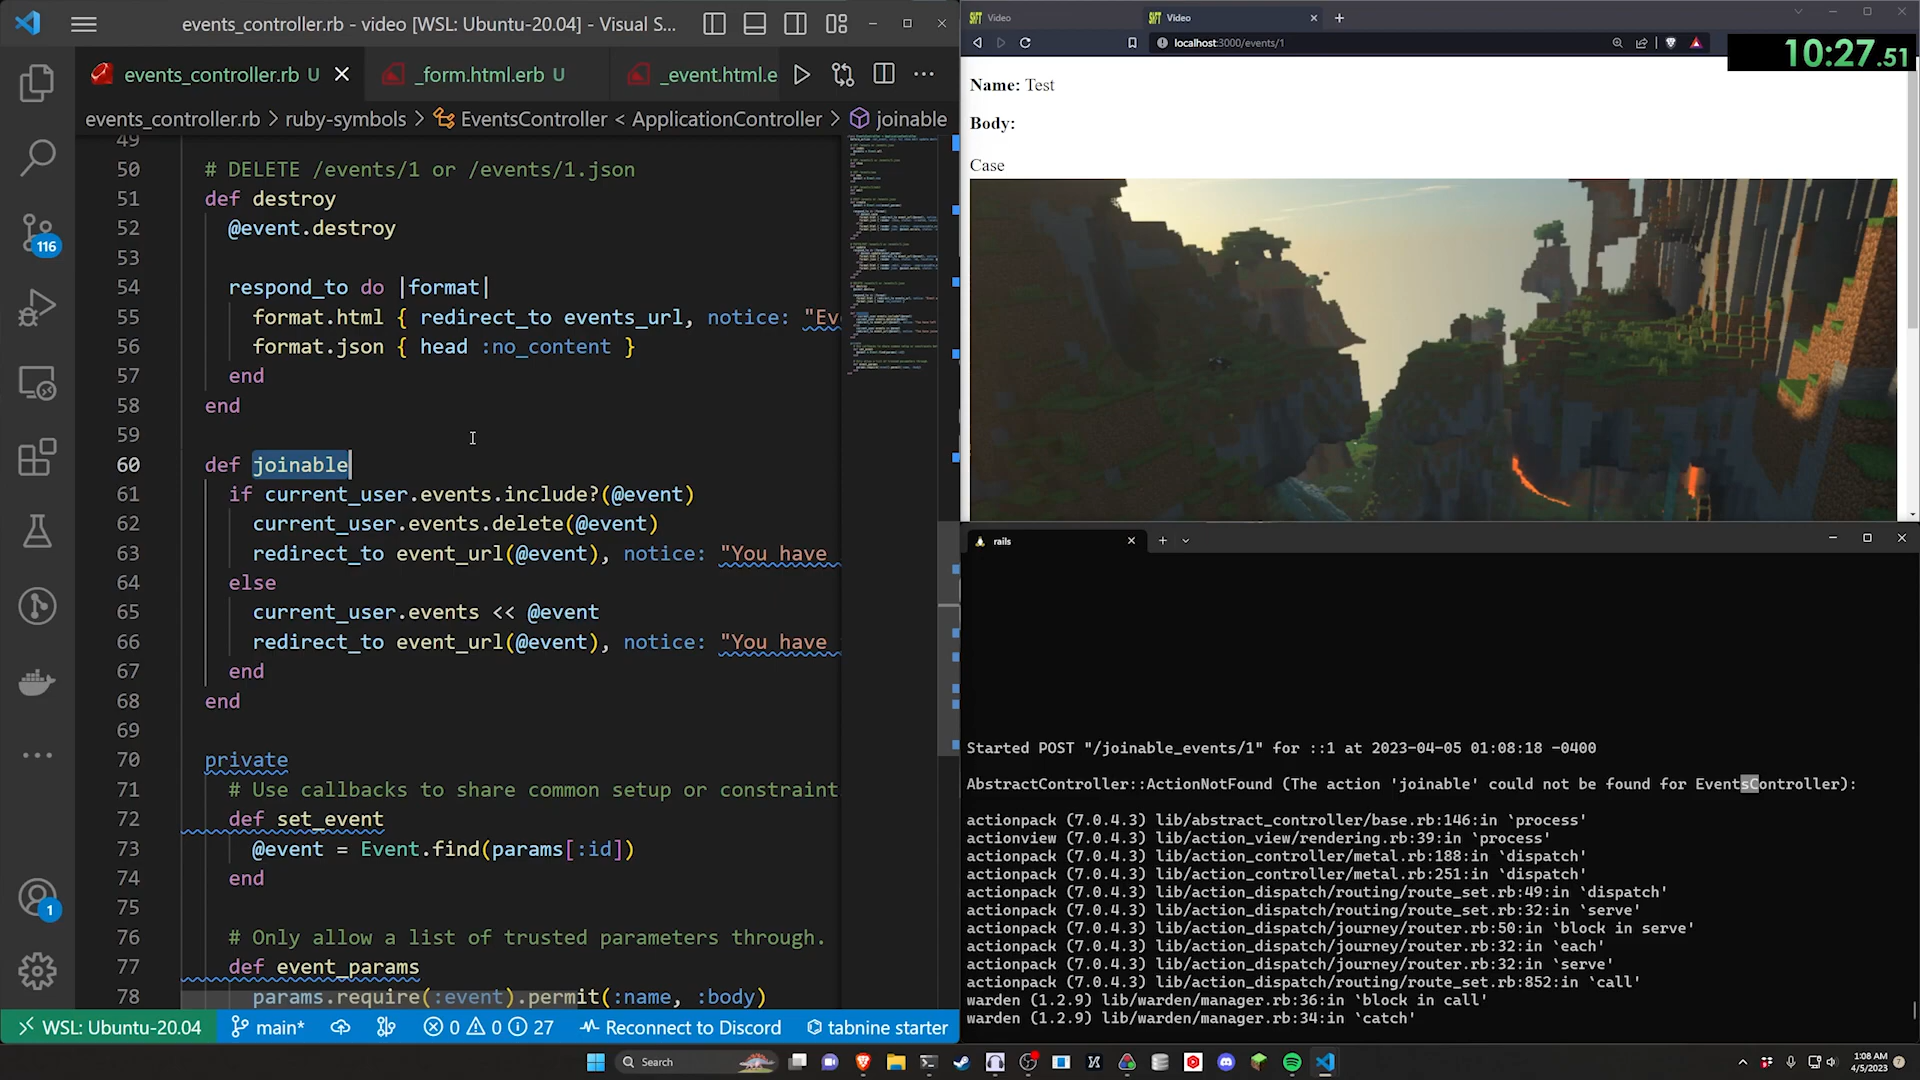 events_controller.rb - video [WSL: Ubuntu-20.04] - Visual S...
events_controller.rb U
_form.html.erb U
_event.html.e
events_controller.rb > ruby-symbols > EventsController < ApplicationController > joinable
49
50 # DELETE /events/1 or /events/1.json
51 def destroy
52 @event.destroy
53
54 respond_to do |format|
55 format.html { redirect_to events_url, notice: "Ev
56 format.json { head :no_content }
57 end
58 end
59
60 def joinable
61 if current_user.events.include?(@event)
62 current_user.events.delete(@event)
63 redirect_to event_url(@event), notice: "You have
64 else
65 current_user.events << @event
66 redirect_to event_url(@event), notice: "You have
67 end
68 end
69
70 private
71 # Use callbacks to share common setup or constraint
72 def set_event
73 @event = Event.find(params[:id])
74 end
75
76 # Only allow a list of trusted parameters through.
77 def event_params
78 params.require(:event).permit(:name, :body)
116
1
WSL: Ubuntu-20.04 main* 0 0 27 Reconnect to Discord tabnine starter
Video
Video
localhost:3000/events/1
10:27.51
Name: Test
Body:
Case
rails
Started POST "/joinable_events/1" for ::1 at 2023-04-05 01:08:18 -0400
AbstractController::ActionNotFound (The action 'joinable' could not be found for EventsController):
actionpack (7.0.4.3) lib/abstract_controller/base.rb:146:in `process'
actionview (7.0.4.3) lib/action_view/rendering.rb:39:in `process'
actionpack (7.0.4.3) lib/action_controller/metal.rb:188:in `dispatch'
actionpack (7.0.4.3) lib/action_controller/metal.rb:251:in `dispatch'
actionpack (7.0.4.3) lib/action_dispatch/routing/route_set.rb:49:in `dispatch'
actionpack (7.0.4.3) lib/action_dispatch/routing/route_set.rb:32:in `serve'
actionpack (7.0.4.3) lib/action_dispatch/journey/router.rb:50:in `block in serve'
actionpack (7.0.4.3) lib/action_dispatch/journey/router.rb:32:in `each'
actionpack (7.0.4.3) lib/action_dispatch/journey/router.rb:32:in `serve'
actionpack (7.0.4.3) lib/action_dispatch/routing/route_set.rb:852:in `call'
warden (1.2.9) lib/warden/manager.rb:36:in `block in call'
warden (1.2.9) lib/warden/manager.rb:34:in `catch'
Search
1:08 AM
4/5/2023